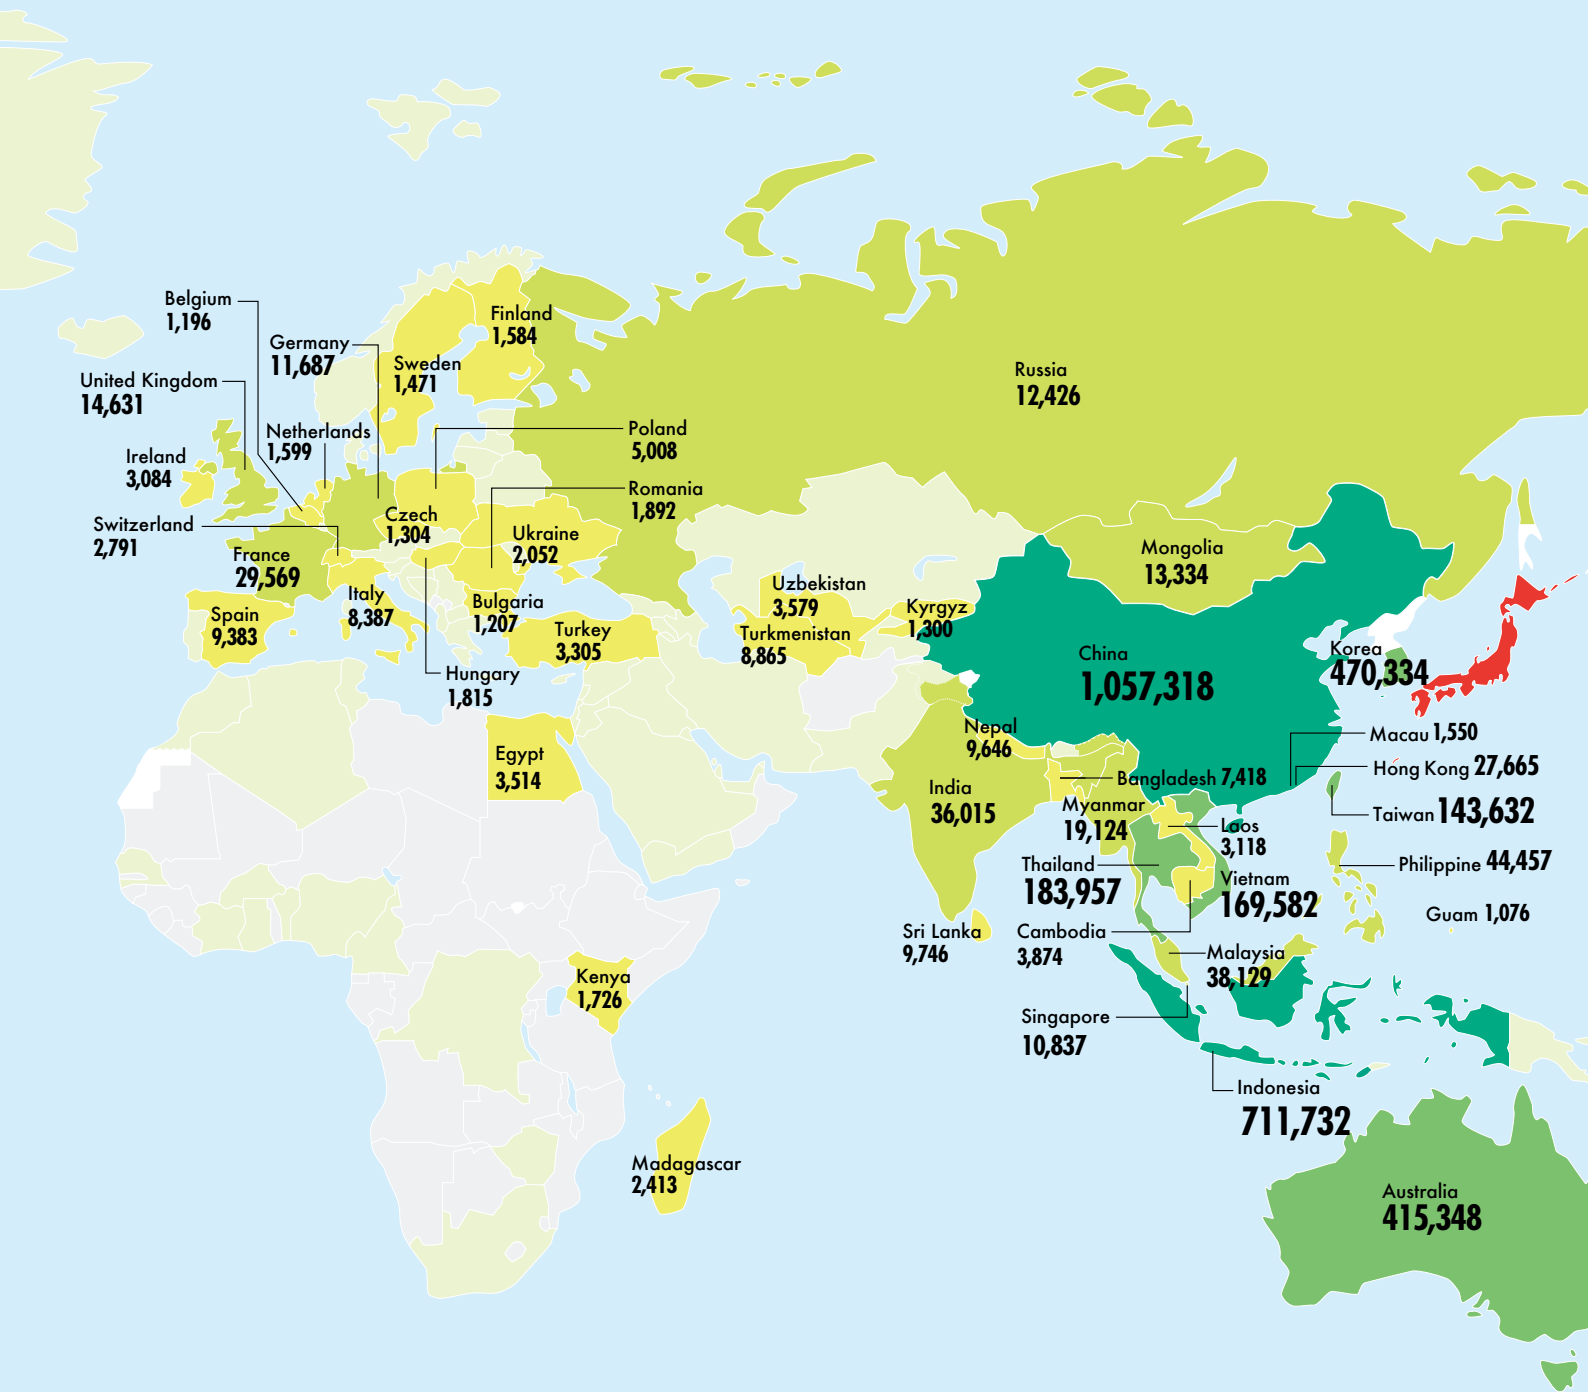 Belgium
1,196
Germany
11,687
Finland
1,584
Sweden
1,471
United Kingdom
14,631
Netherlands
1,599
Ireland
3,084
Switzerland
2,791
France
29,569
Czech
1,304
Poland
5,008
Romania
1,892
Ukraine
2,052
Spain
9,383
Italy
8,387
Bulgaria
1,207
Turkey
3,305
Hungary
1,815
Russia
12,426
Mongolia
13,334
Uzbekistan
3,579
Turkmenistan
8,865
Kyrgyz
1,300
China
1,057,318
Korea
470,334
Egypt
3,514
Nepal
9,646
India
36,015
Bangladesh 7,418
Myanmar
19,124
Macau 1,550
Hong Kong 27,665
Taiwan 143,632
Laos
3,118
Thailand
183,957
Vietnam
169,582
Philippine 44,457
Guam 1,076
Sri Lanka
9,746
Cambodia
3,874
Malaysia
38,129
Singapore
10,837
Kenya
1,726
Indonesia
711,732
Madagascar
2,413
Australia
415,348